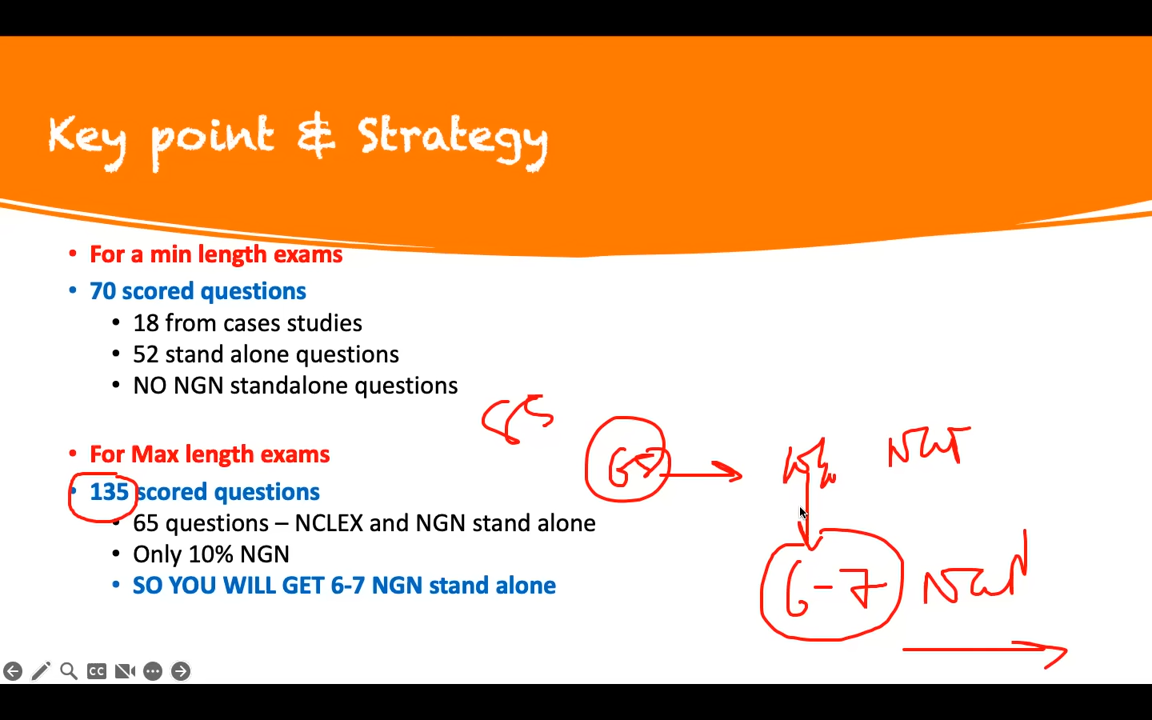 Key point & Strategy
• For a min length exams
• 70 scored questions
• 18 from cases studies
• 52 stand alone questions
• NO NGN standalone questions
• For Max length exams
• 135 scored questions
• 65 questions – NCLEX and NGN stand alone
• Only 10% NGN
• SO YOU WILL GET 6-7 NGN stand alone
65
NGN
6-7 NGN
CC